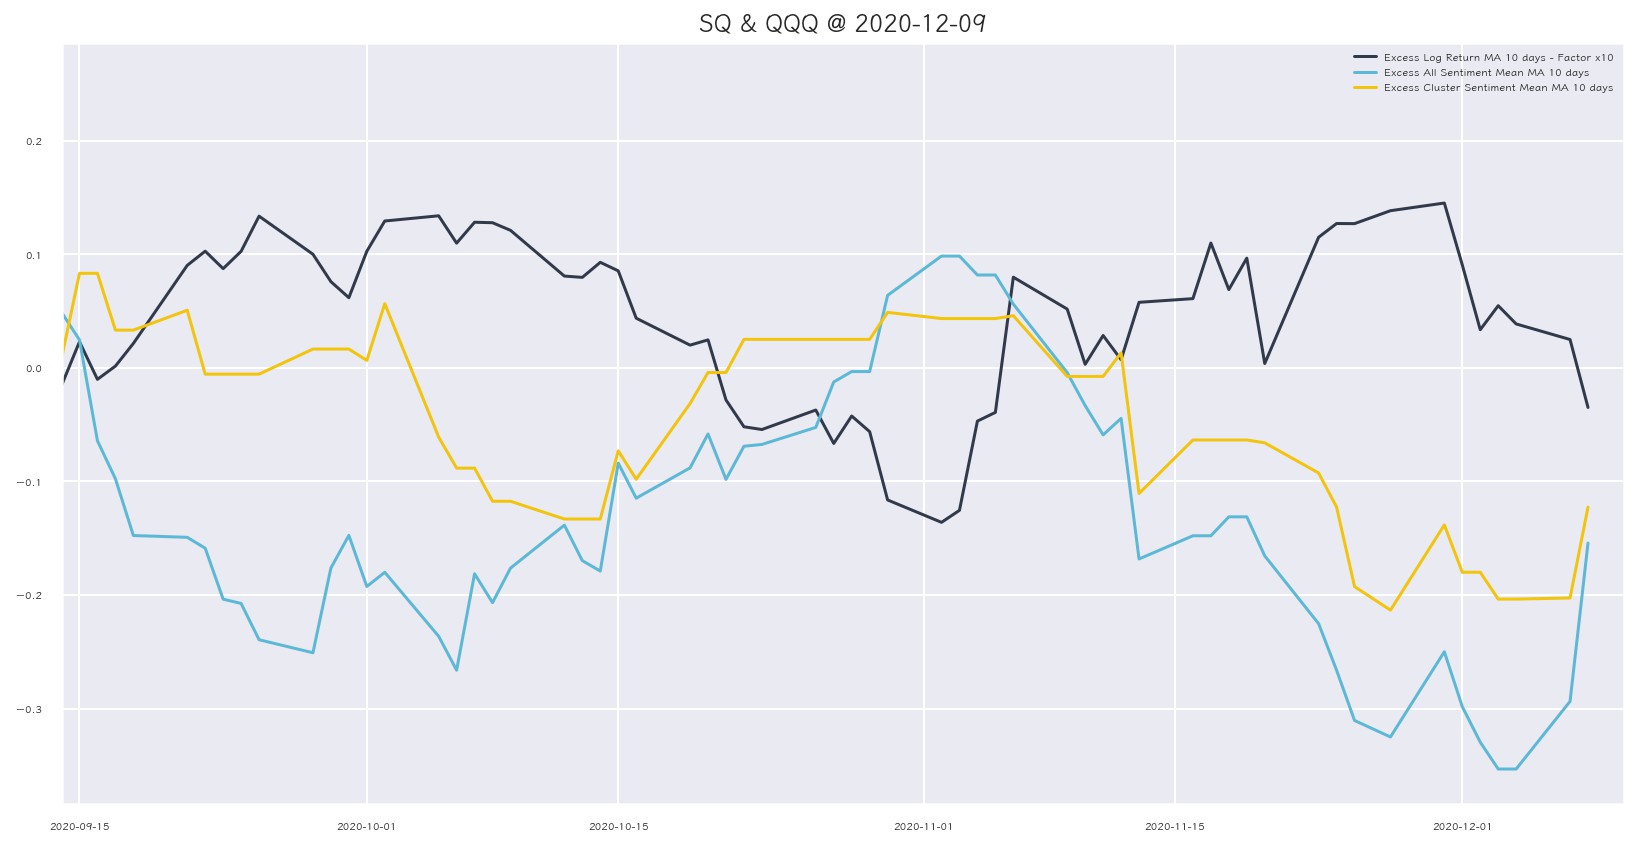 SQ & QQQ @ 2020-12-09
Excess Log Return MA 10 days - Factor x10
Excess All Sentiment Mean MA 10 days
Excess Cluster Sentiment Mean MA 10 days
0.2
0.1
0.0
−0.1
−0.2
−0.3
2020-09-15 2020-10-01 2020-10-15 2020-11-01 2020-11-15 2020-12-01